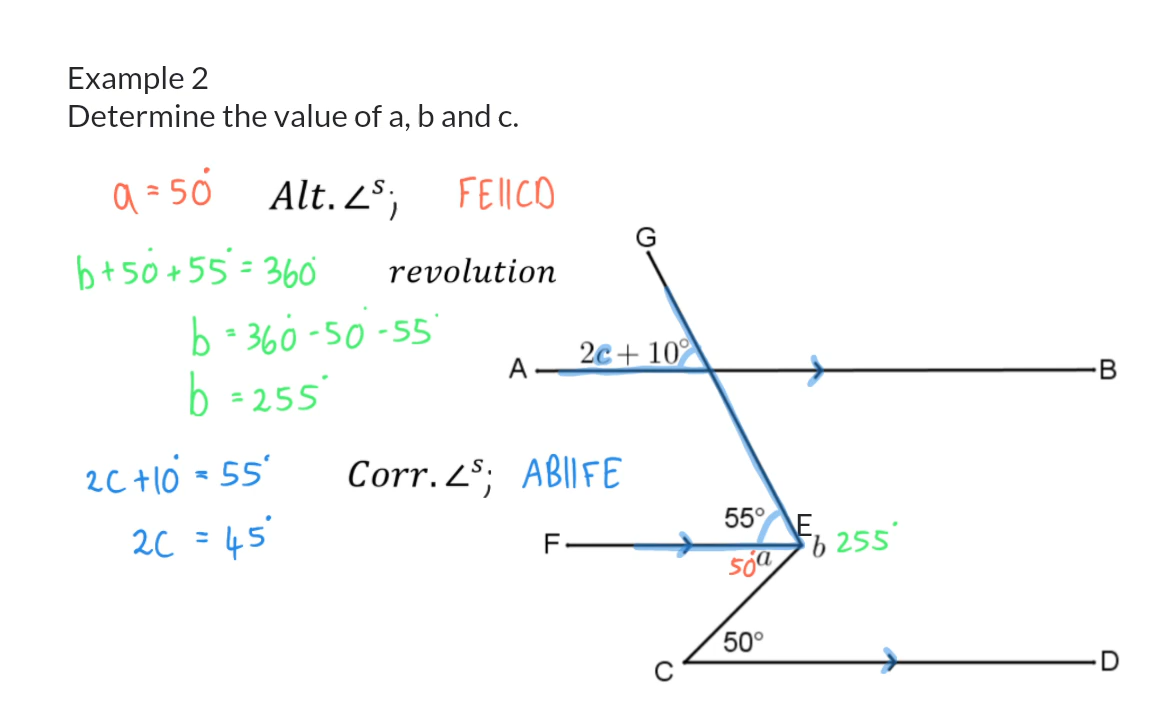 Example 2
Determine the value of a, b and c.
a = 50° Alt. ∠ˢ; FE||CD
b + 50° + 55° = 360° revolution
b = 360° - 50° - 55°
b = 255°
2c + 10° = 55° Corr. ∠ˢ; AB||FE
2c = 45°
G
A 2c + 10° B
55° E
F b 255°
50° a
50°
C D